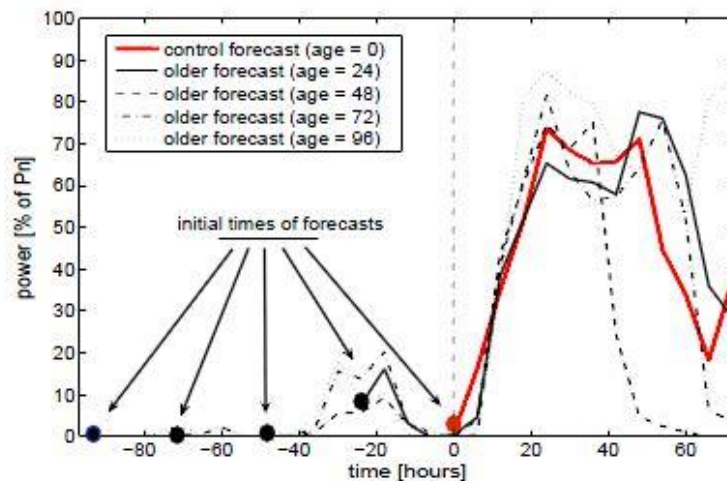 100
90
80
70
60
50
40
30
20
10
0
power [% of Pn]
control forecast (age = 0)
older forecast (age = 24)
older forecast (age = 48)
older forecast (age = 72)
older forecast (age = 96)
initial times of forecasts
−80 −60 −40 −20 0 20 40 60
time [hours]